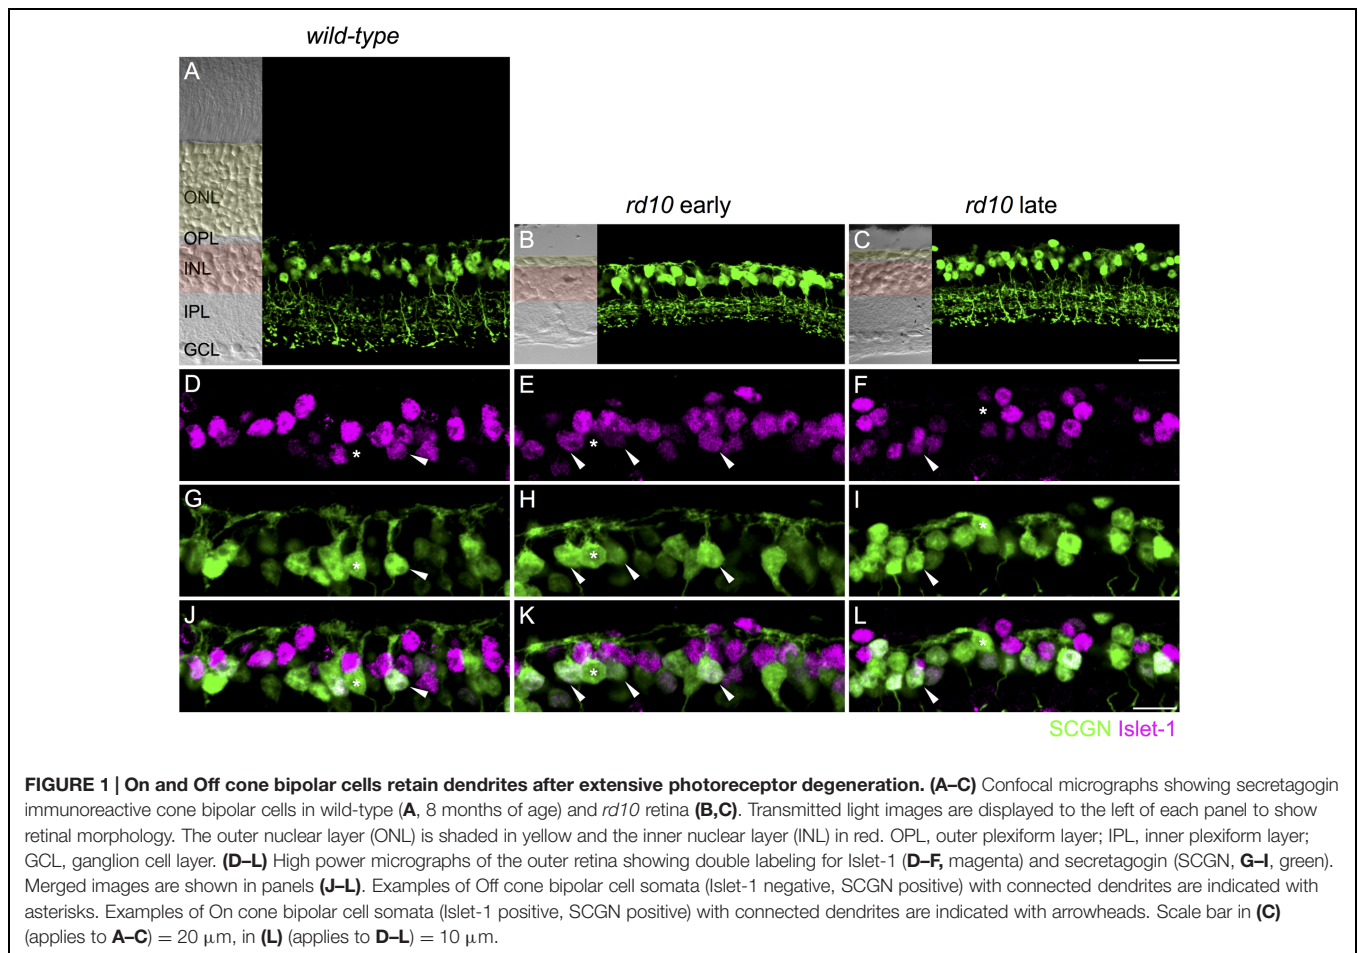 wild-type
A
ONL
OPL
INL
IPL
GCL
rd10 early
rd10 late
B
C
D
E
F
*
*
*
G
H
I
*
*
*
J
K
L
*
*
*
SCGN Islet-1
FIGURE 1 | On and Off cone bipolar cells retain dendrites after extensive photoreceptor degeneration. (A–C) Confocal micrographs showing secretagogin
immunoreactive cone bipolar cells in wild-type (A, 8 months of age) and rd10 retina (B,C). Transmitted light images are displayed to the left of each panel to show
retinal morphology. The outer nuclear layer (ONL) is shaded in yellow and the inner nuclear layer (INL) in red. OPL, outer plexiform layer; IPL, inner plexiform layer;
GCL, ganglion cell layer. (D–L) High power micrographs of the outer retina showing double labeling for Islet-1 (D–F, magenta) and secretagogin (SCGN, G–I, green).
Merged images are shown in panels (J–L). Examples of Off cone bipolar cell somata (Islet-1 negative, SCGN positive) with connected dendrites are indicated with
asterisks. Examples of On cone bipolar cell somata (Islet-1 positive, SCGN positive) with connected dendrites are indicated with arrowheads. Scale bar in (C)
(applies to A–C) = 20 μm, in (L) (applies to D–L) = 10 μm.